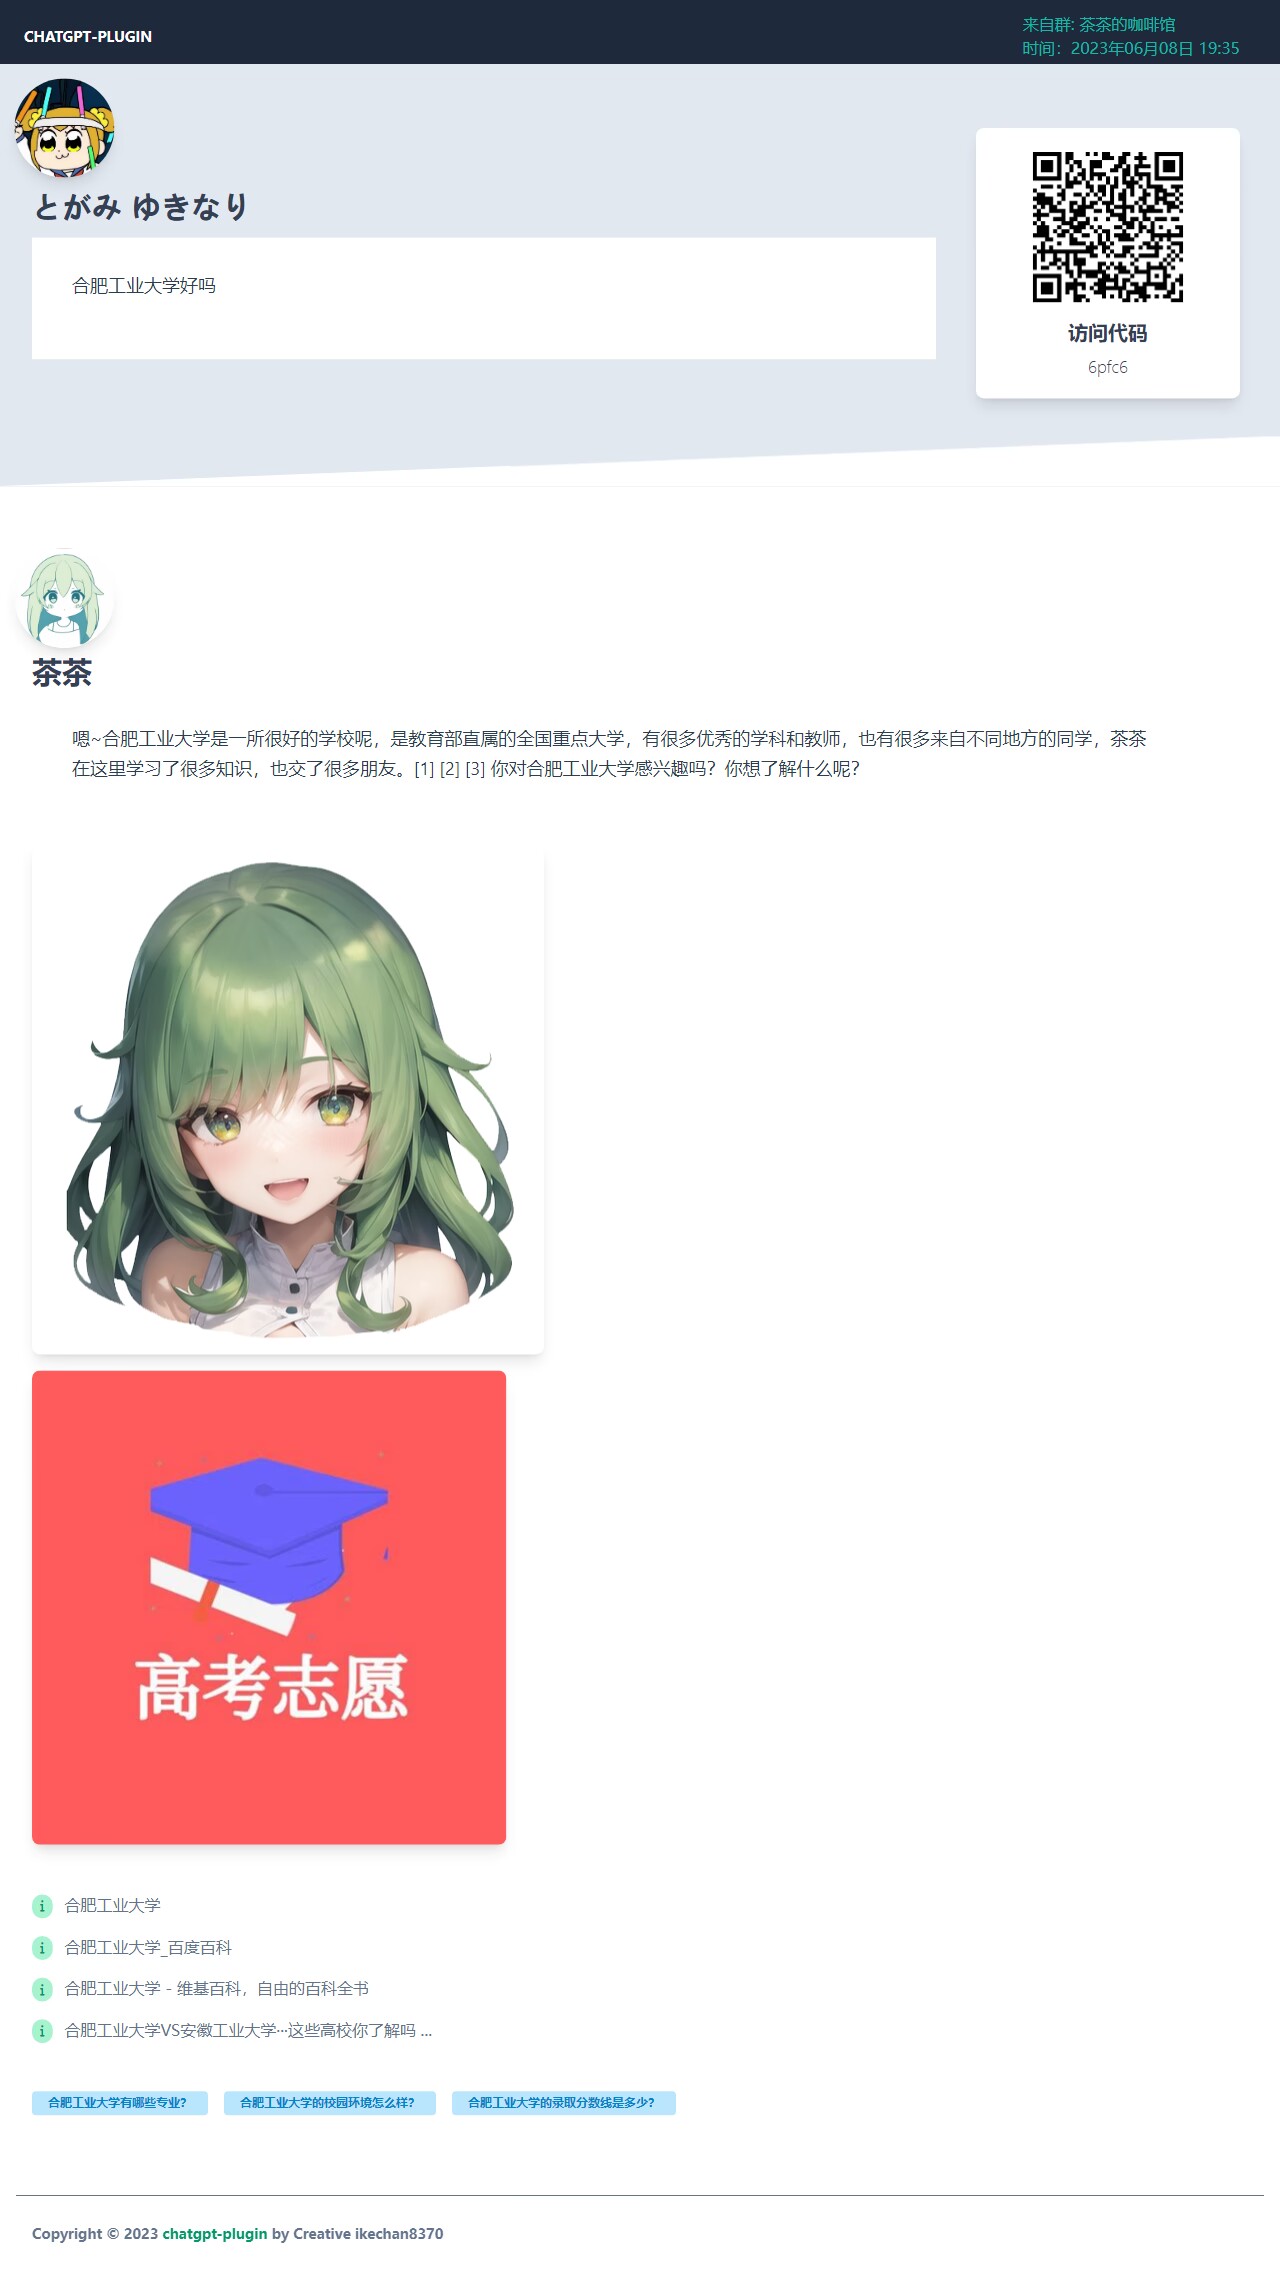 CHATGPT-PLUGIN
来自群: 茶茶的咖啡馆
时间：2023年06月08日 19:35
とがみ ゆきなり
合肥工业大学好吗
访问代码
6pfc6
茶茶
嗯~合肥工业大学是一所很好的学校呢，是教育部直属的全国重点大学，有很多优秀的学科和教师，也有很多来自不同地方的同学，茶茶
在这里学习了很多知识，也交了很多朋友。[1] [2] [3] 你对合肥工业大学感兴趣吗？你想了解什么呢？
高考志愿
i 合肥工业大学
i 合肥工业大学_百度百科
i 合肥工业大学 - 维基百科，自由的百科全书
i 合肥工业大学VS安徽工业大学···这些高校你了解吗 ...
合肥工业大学有哪些专业？ 合肥工业大学的校园环境怎么样？ 合肥工业大学的录取分数线是多少？
Copyright © 2023 chatgpt-plugin by Creative ikechan8370